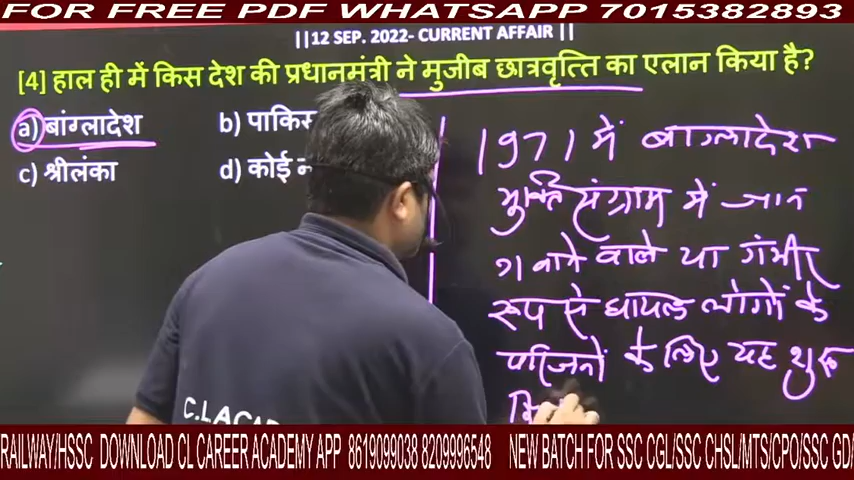 FOR FREE PDF WHATSAPP 7015382893
||12 SEP. 2022- CURRENT AFFAIR ||
[4] हाल ही में किस देश की प्रधानमंत्री ने मुजीब छात्रवृत्ति का एलान किया है?
a) बांग्लादेश
b) पाकिस
c) श्रीलंका
d) कोई न
1971 में बाग्लादेश
मुक्ति संग्राम में जान
गवाने वाले या गंभीर
रूप से घायल लोगों के
परिजनों के लिए यह शुरू
C.L ACAD
RAILWAY/HSSC DOWNLOAD CL CAREER ACADEMY APP 8619099038 8209996548 NEW BATCH FOR SSC CGL/SSC CHSL/MTS/CPO/SSC GD/